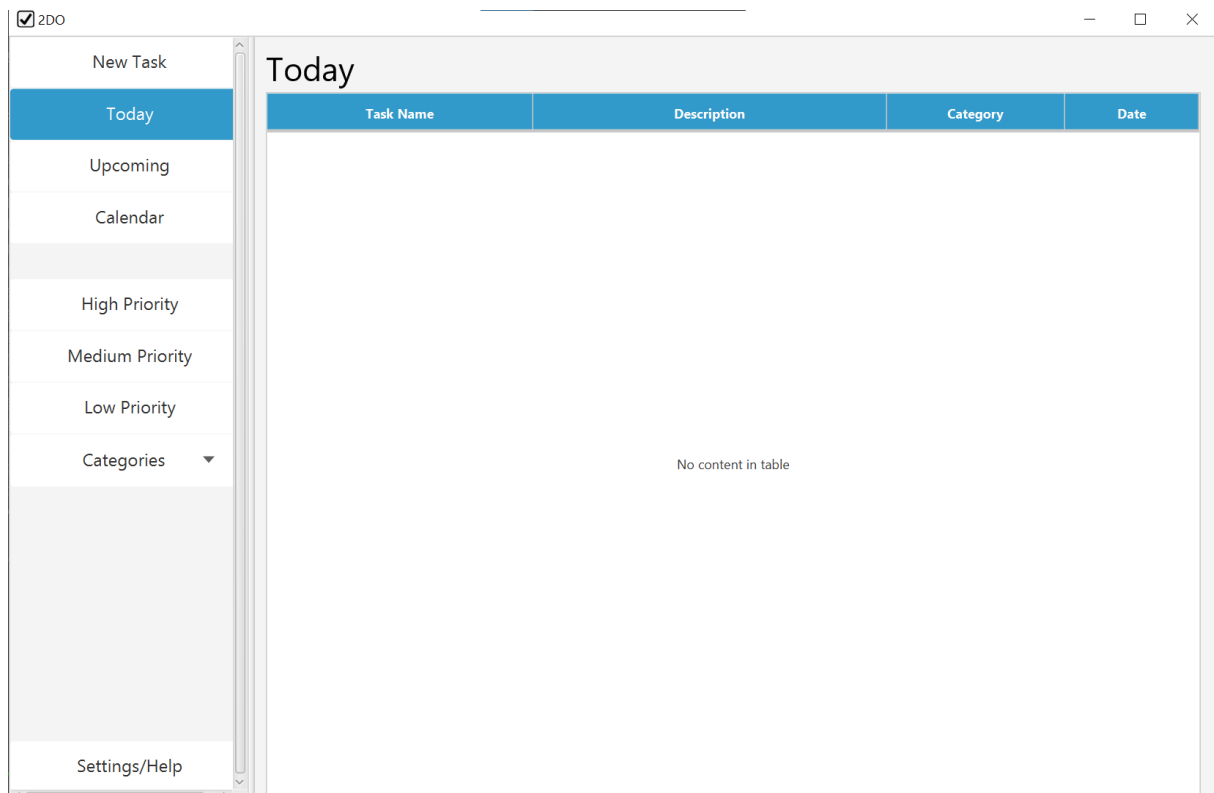 2DO
New Task
Today
Upcoming
Calendar
High Priority
Medium Priority
Low Priority
Categories
Settings/Help
Today
Task Name Description Category Date
No content in table